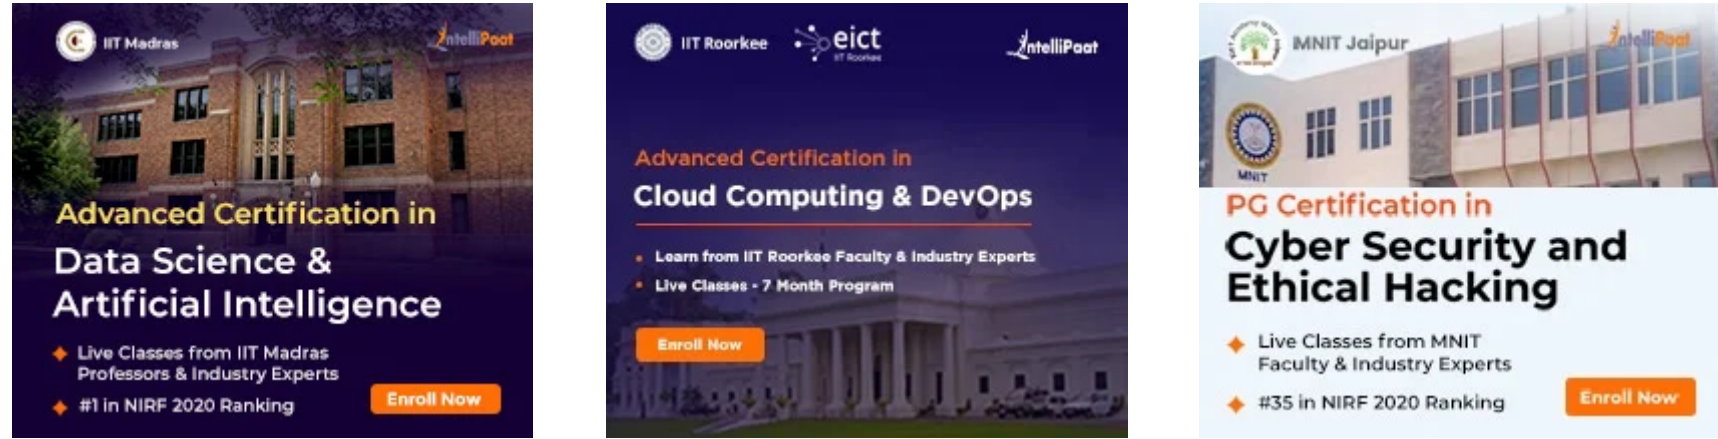 IIT Madras
IntelliPaat
Advanced Certification in
Data Science &
Artificial Intelligence
Live Classes from IIT Madras
Professors & Industry Experts
#1 in NIRF 2020 Ranking
Enroll Now
IIT Roorkee
eict
IIT Roorkee
IntelliPaat
Advanced Certification in
Cloud Computing & DevOps
Learn from IIT Roorkee Faculty & Industry Experts
Live Classes - 7 Month Program
Enroll Now
MNIT Jaipur
IntelliPaat
MNIT
PG Certification in
Cyber Security and
Ethical Hacking
Live Classes from MNIT
Faculty & Industry Experts
#35 in NIRF 2020 Ranking
Enroll Now